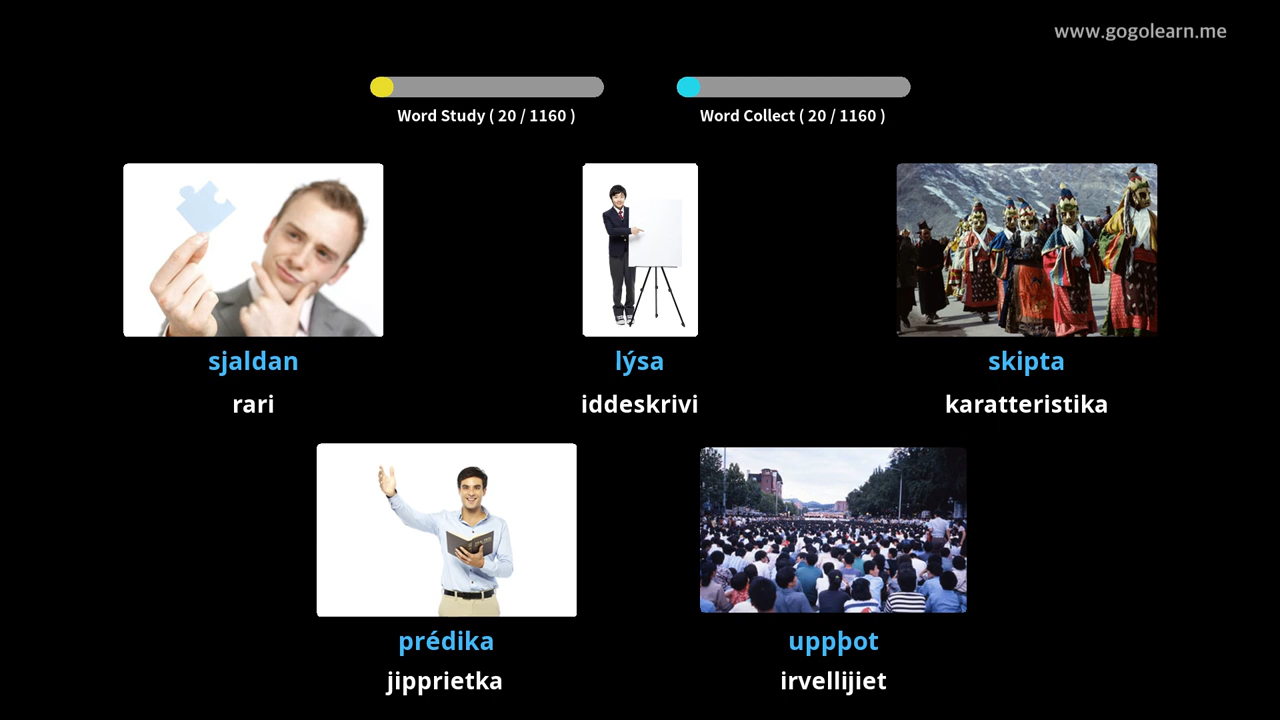 www.gogolearn.me
Word Study ( 20 / 1160 )
Word Collect ( 20 / 1160 )
sjaldan
lýsa
skipta
rari
iddeskrivi
karatteristika
prédika
uppþot
jipprietka
irvellijiet